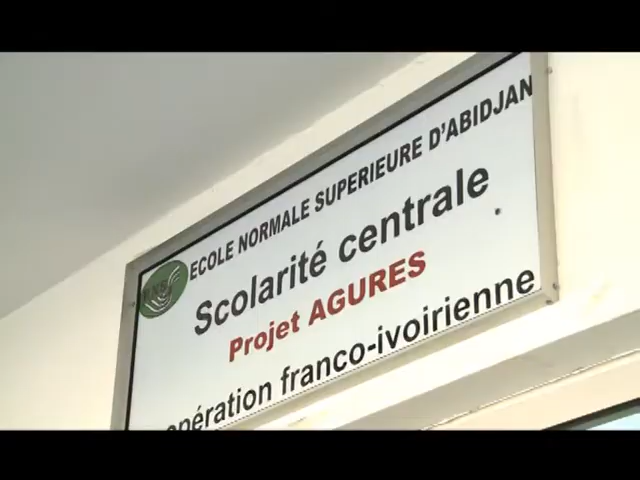 ECOLE NORMALE SUPERIEURE D'ABIDJAN
Scolarité centrale
Projet AGURES
opération franco-ivoirienne